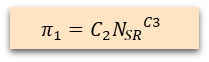 π₁ = C₂N_SR^C3